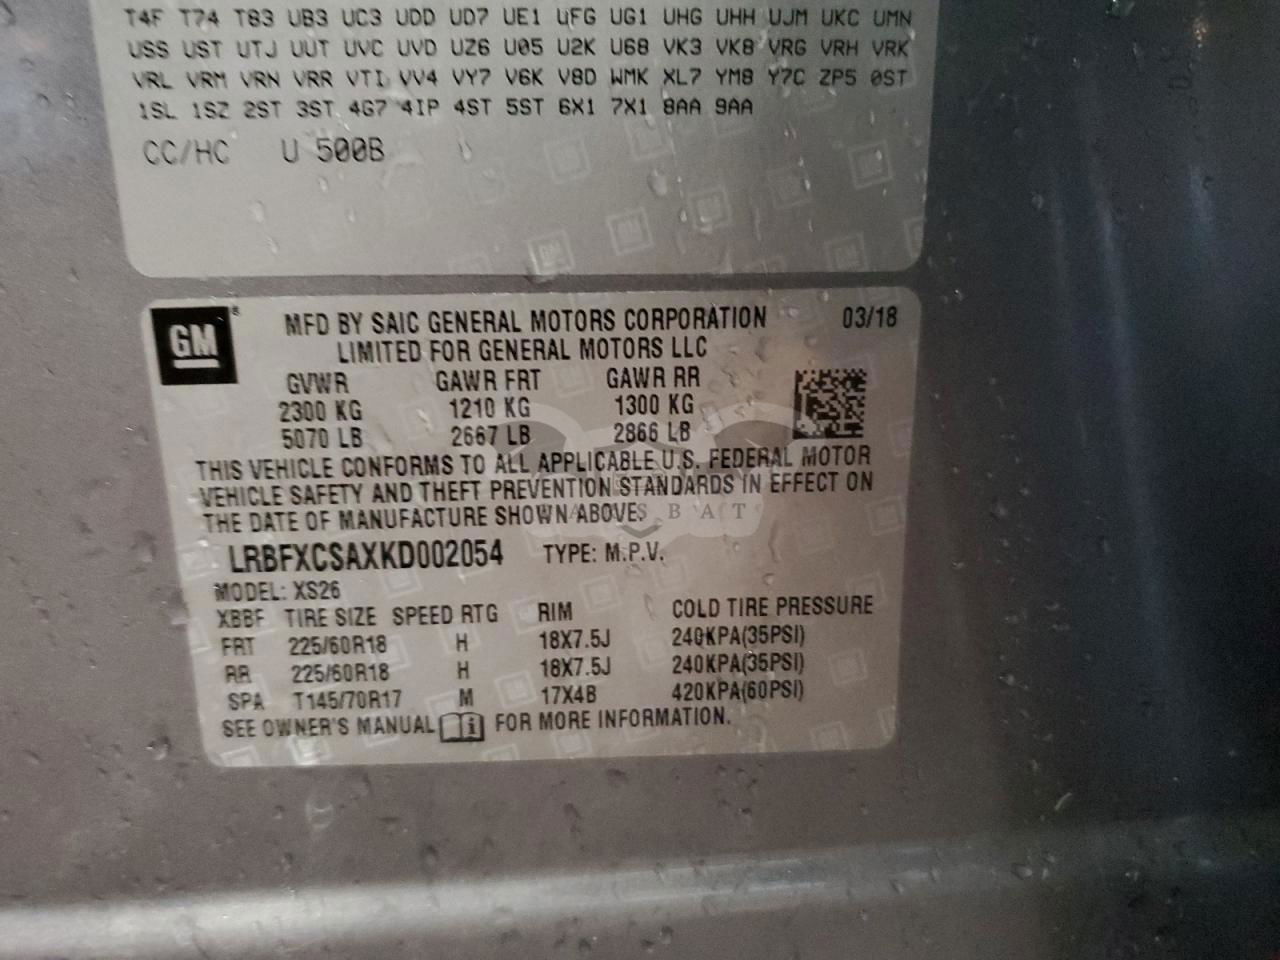 T4F T74 T83 UB3 UC3 UDD UD7 UE1 UFG UG1 UHG UHH UJM UKC UMN
USS UST UTJ UUT UVC UVD UZ6 U05 U2K U68 VK3 VK8 VRG VRH VRK
VRL VRM VRN VRR VTI VV4 VY7 V6K V8D WMK XL7 YM8 Y7C ZP5 0ST
1SL 1SZ 2ST 3ST 4G7 4IP 4ST 5ST 6X1 7X1 8AA 9AA
CC/HC U 500B
GM® MFD BY SAIC GENERAL MOTORS CORPORATION 03/18
LIMITED FOR GENERAL MOTORS LLC
GVWR GAWR FRT GAWR RR
2300 KG 1210 KG 1300 KG
5070 LB 2667 LB 2866 LB
THIS VEHICLE CONFORMS TO ALL APPLICABLE U.S. FEDERAL MOTOR
VEHICLE SAFETY AND THEFT PREVENTION STANDARDS IN EFFECT ON
THE DATE OF MANUFACTURE SHOWN ABOVE.
LRBFXCSAXKD002054 TYPE: M.P.V.
MODEL: XS26
XBBF TIRE SIZE SPEED RTG RIM COLD TIRE PRESSURE
FRT 225/60R18 H 18X7.5J 240KPA(35PSI)
RR 225/60R18 H 18X7.5J 240KPA(35PSI)
SPA T145/70R17 M 17X4B 420KPA(60PSI)
SEE OWNER'S MANUAL FOR MORE INFORMATION.